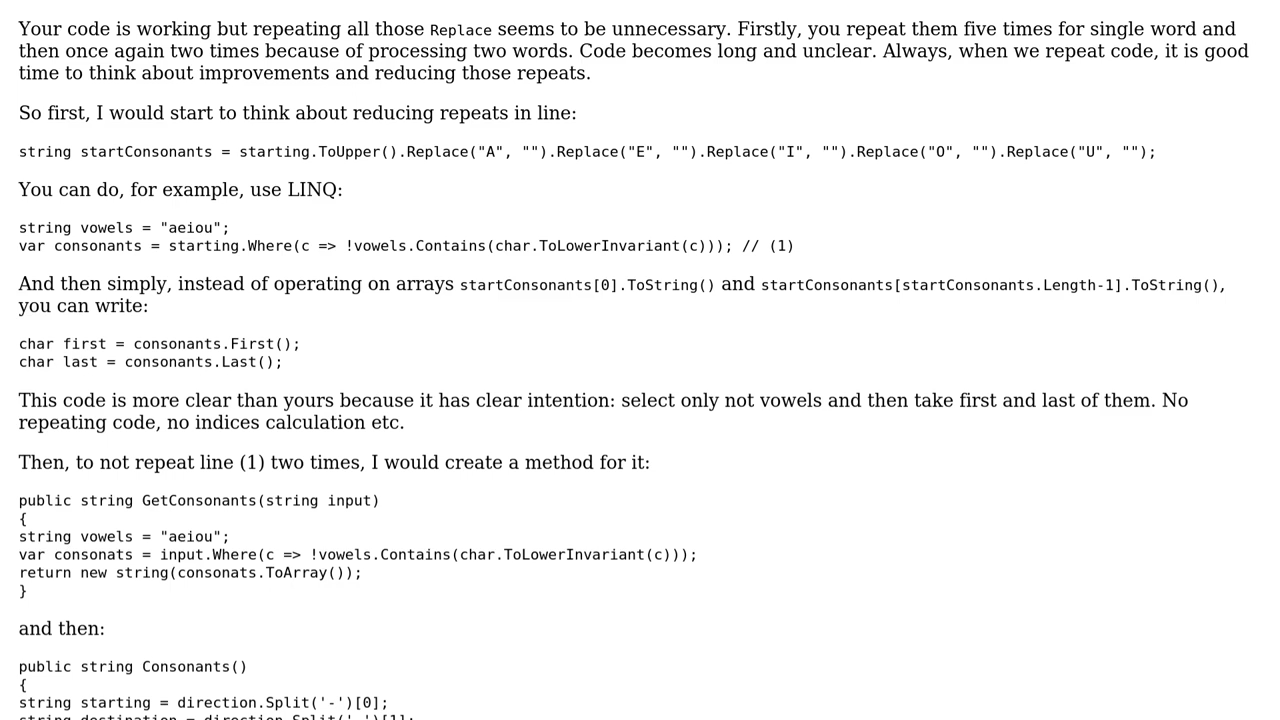 Your code is working but repeating all those Replace seems to be unnecessary. Firstly, you repeat them five times for single word and
then once again two times because of processing two words. Code becomes long and unclear. Always, when we repeat code, it is good
time to think about improvements and reducing those repeats.
So first, I would start to think about reducing repeats in line:
string startConsonants = starting.ToUpper().Replace("A", "").Replace("E", "").Replace("I", "").Replace("O", "").Replace("U", "");
You can do, for example, use LINQ:
string vowels = "aeiou";
var consonants = starting.Where(c => !vowels.Contains(char.ToLowerInvariant(c))); // (1)
And then simply, instead of operating on arrays startConsonants[0].ToString() and startConsonants[startConsonants.Length-1].ToString(),
you can write:
char first = consonants.First();
char last = consonants.Last();
This code is more clear than yours because it has clear intention: select only not vowels and then take first and last of them. No
repeating code, no indices calculation etc.
Then, to not repeat line (1) two times, I would create a method for it:
public string GetConsonants(string input)
{
string vowels = "aeiou";
var consonats = input.Where(c => !vowels.Contains(char.ToLowerInvariant(c)));
return new string(consonats.ToArray());
}
and then:
public string Consonants()
{
string starting = direction.Split('-')[0];
string destination = direction.Split('-')[1];